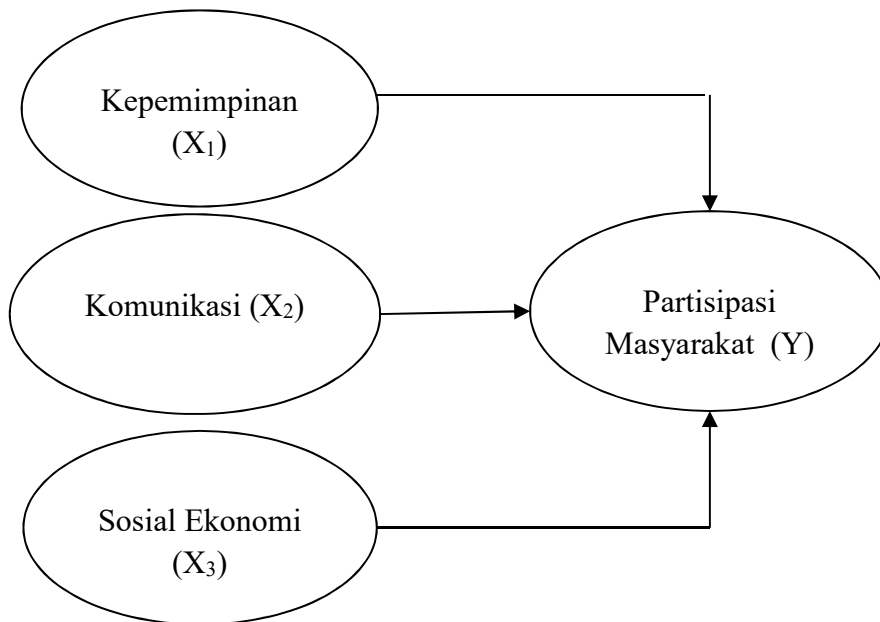 Kepemimpinan
(X₁)
Komunikasi (X₂)
Partisipasi
Masyarakat (Y)
Sosial Ekonomi
(X₃)